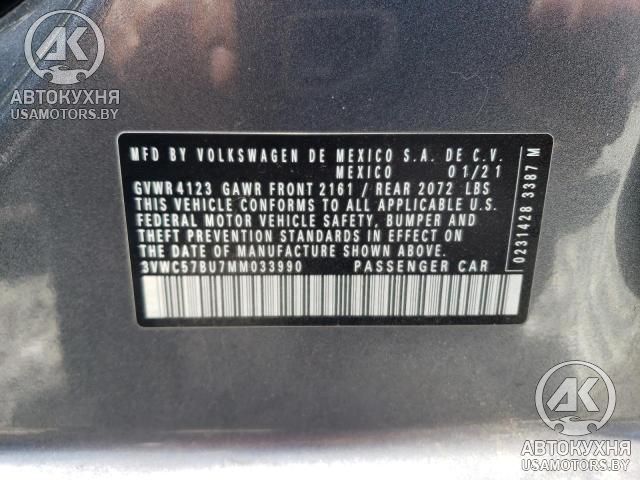 AK
АВТОКУХНЯ
USAMOTORS.BY
MFD BY VOLKSWAGEN DE MEXICO S.A. DE C.V.
MEXICO 01/21
GVWR 4123 GAWR FRONT 2161 / REAR 2072 LBS
THIS VEHICLE CONFORMS TO ALL APPLICABLE U.S.
FEDERAL MOTOR VEHICLE SAFETY, BUMPER AND
THEFT PREVENTION STANDARDS IN EFFECT ON
THE DATE OF MANUFACTURE SHOWN ABOVE.
3VWC57BU7MM033990 PASSENGER CAR
0231428 3387 M
AK
АВТОКУХНЯ
USAMOTORS.BY